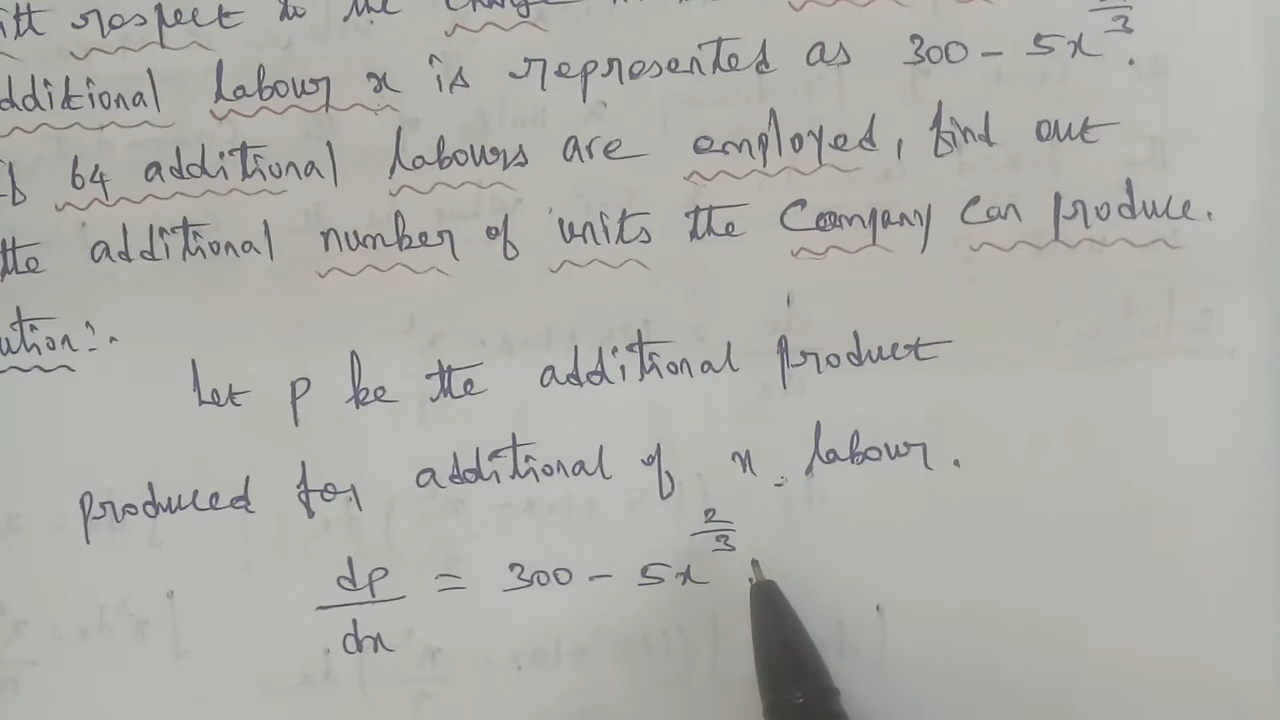 respect to the change
additional labour x is represented as 300 - 5x^(2/3).
64 additional labours are employed, find out
the additional number of units the Company can produce.
Let P be the additional product
produced for additional of x labour.
dp/dx = 300 - 5x^(2/3)